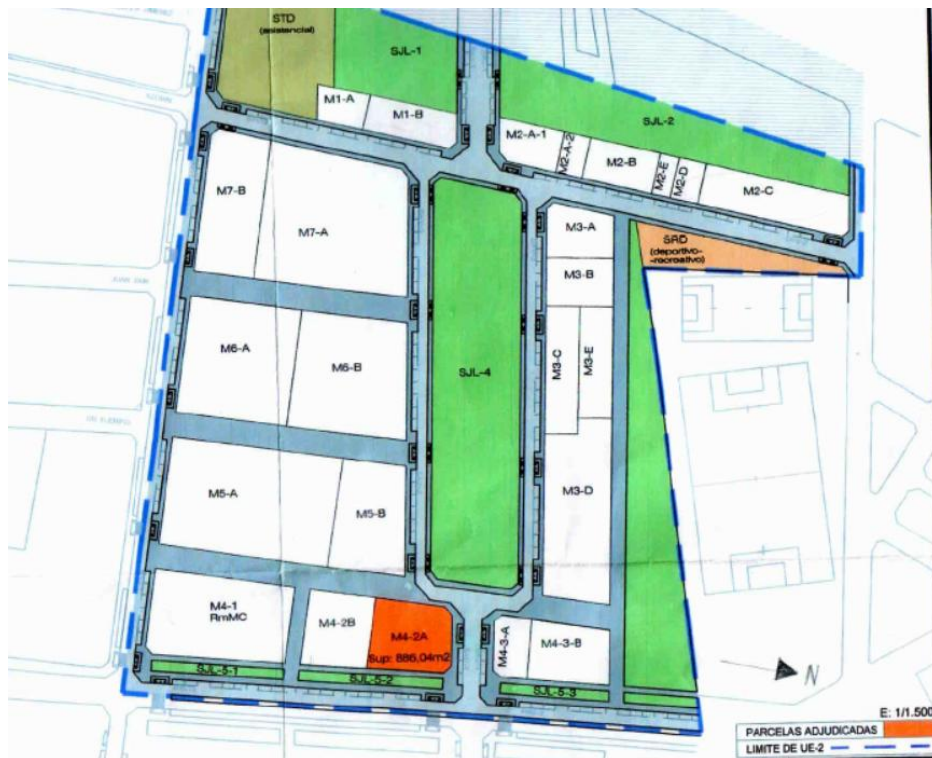 STD
(asistencial)
SJL-1
M1-A
M1-B
SJL-2
M2-A-1
M2-A-2
M2-B
M2-E
M2-D
M2-C
M7-B
M7-A
M3-A
SRD
(deportivo-
-recreativo)
M3-B
M6-A
M6-B
SJL-4
M3-C
M3-E
M5-A
M5-B
M3-D
M4-1
RmMC
M4-2B
M4-2A
Sup: 886,04m2
M4-3-A
M4-3-B
SJL-5-1
SJL-5-2
SJL-5-3
N
E: 1/1.500
PARCELAS ADJUDICADAS
LIMITE DE UE-2